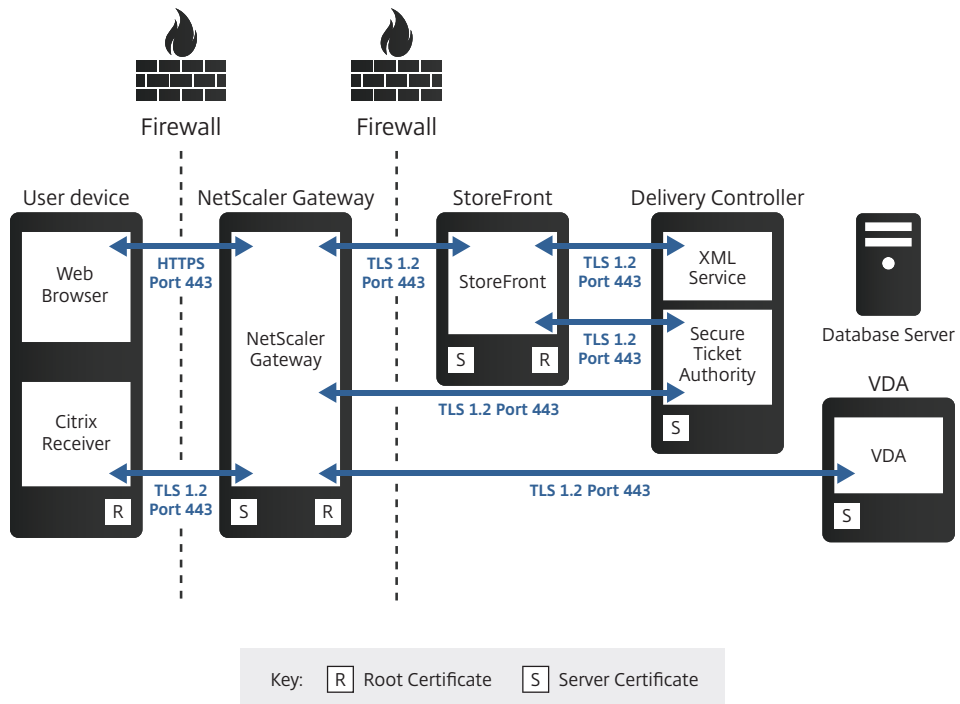 Firewall
Firewall
User device
NetScaler Gateway
StoreFront
Delivery Controller
Web
Browser
HTTPS
Port 443
TLS 1.2
Port 443
StoreFront
TLS 1.2
Port 443
XML
Service
NetScaler
Gateway
TLS 1.2
Port 443
Secure
Ticket
Authority
Database Server
S
R
VDA
TLS 1.2 Port 443
Citrix
Receiver
S
VDA
TLS 1.2
Port 443
TLS 1.2 Port 443
R
S
R
S
Key:
R
Root Certificate
S
Server Certificate